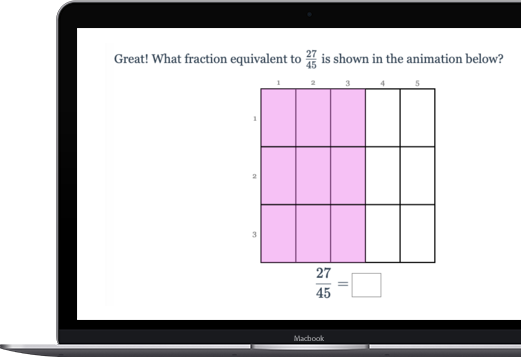 Great! What fraction equivalent to 27/45 is shown in the animation below?
1 2 3 4 5
1
2
3
27/45 =
Macbook